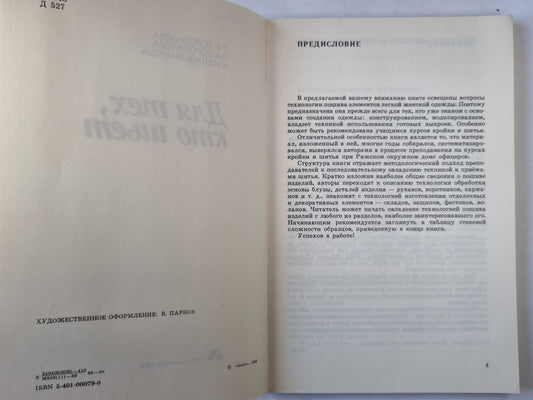 Д 527
ХУДОЖЕСТВЕННОЕ ОФОРМЛЕНИЕ: В. ПАРКОВ
ISBN 5-401-00079-0
ПРЕДИСЛОВИЕ
В предлагаемой вашему вниманию книге освещены вопросы
технологии пошива элементов легкой женской одежды. Поэтому
предназначена она прежде всего для тех, кто уже знаком с осно-
вами создания одежды: конструированием, моделированием,
владеет техникой использования готовых выкроек. Особенно
может быть рекомендована учащимся курсов кройки и шитья.
Отличительной особенностью книги является то, что матери-
ал, изложенный в ней, многие годы собирался, систематизиро-
вался, выверялся авторами в процессе преподавания на курсах
кройки и шитья при Рижском окружном доме офицеров.
Структура книги отражает методологический подход препо-
давателей к последовательному овладению техникой и приё-
мами шитья. Кратко изложив наиболее общие сведения о пошиве
изделий, авторы переходят к описанию технологии обработки
основы блузы, деталей изделия — рукавов, воротников, карма-
нов и т. д., знакомят с технологией изготовления отделочных
и декоративных элементов — складок, защипов, фестонов, во-
ланов. Читатель может начать овладение технологией пошива
изделий с любого из разделов, наиболее заинтересовавшего его.
Начинающим рекомендуется заглянуть в таблицу степеней
сложности образцов, приведенную в конце книги.
Успехов в работе!